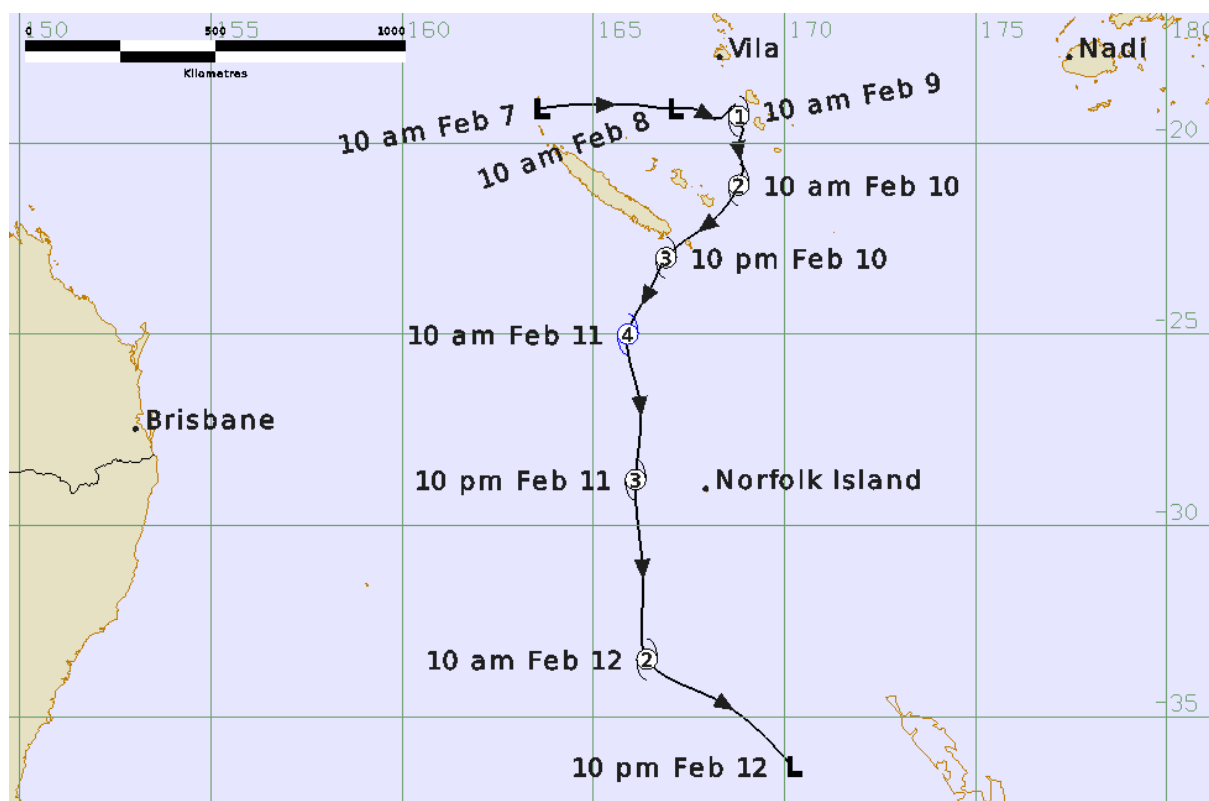 0 500 1000
Kilometres
150 155 160 165 170 175 180
Vila
Nadi
10 am Feb 7
L
10 am Feb 8
L
1
10 am Feb 9
20
2
10 am Feb 10
3
10 pm Feb 10
-25
10 am Feb 11
4
Brisbane
10 pm Feb 11
3
Norfolk Island
-30
10 am Feb 12
2
-35
10 pm Feb 12
L